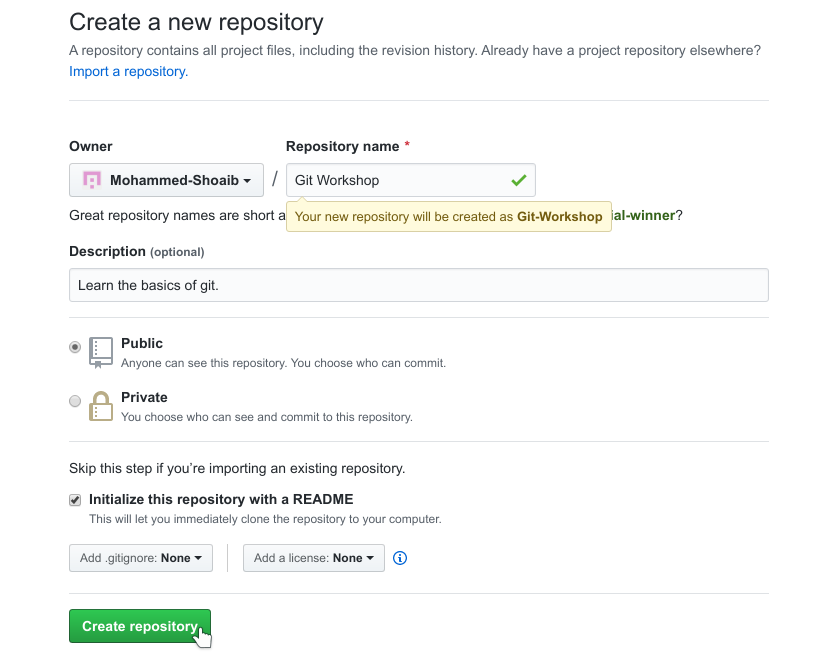 Create a new repository
A repository contains all project files, including the revision history. Already have a project repository elsewhere?
Import a repository.
Owner
Repository name *
Mohammed-Shoaib
/
Git Workshop
Great repository names are short a
Your new repository will be created as Git-Workshop
ial-winner?
Description (optional)
Learn the basics of git.
Public
Anyone can see this repository. You choose who can commit.
Private
You choose who can see and commit to this repository.
Skip this step if you’re importing an existing repository.
Initialize this repository with a README
This will let you immediately clone the repository to your computer.
Add .gitignore: None
Add a license: None
Create repository